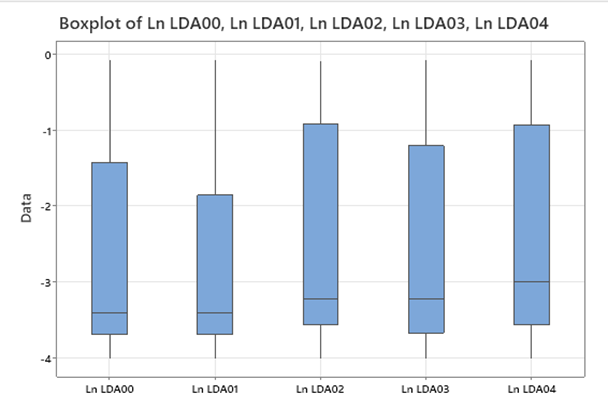 Boxplot of Ln LDA00, Ln LDA01, Ln LDA02, Ln LDA03, Ln LDA04
0
-1
-2
-3
-4
Data
Ln LDA00 Ln LDA01 Ln LDA02 Ln LDA03 Ln LDA04